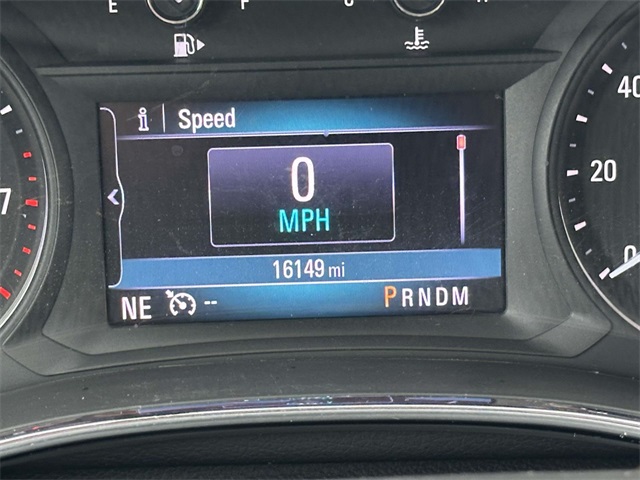 E F C H
Speed
0
MPH
16149 mi
NE -- PRNDM
7
40
20
0